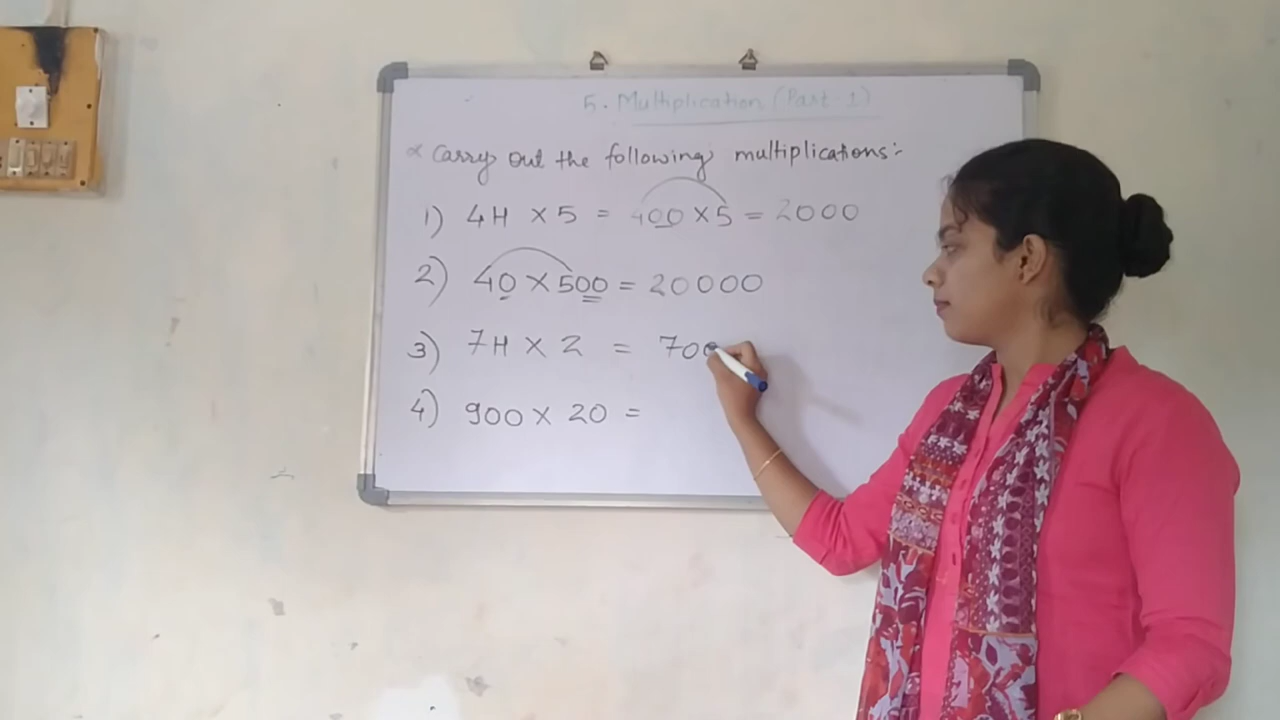 5. Multiplication (Part-1)
* Carry out the following multiplications:-
1) 4H × 5 = 400 × 5 = 2000
2) 40 × 500 = 20000
3) 7H × 2 = 700
4) 900 × 20 =